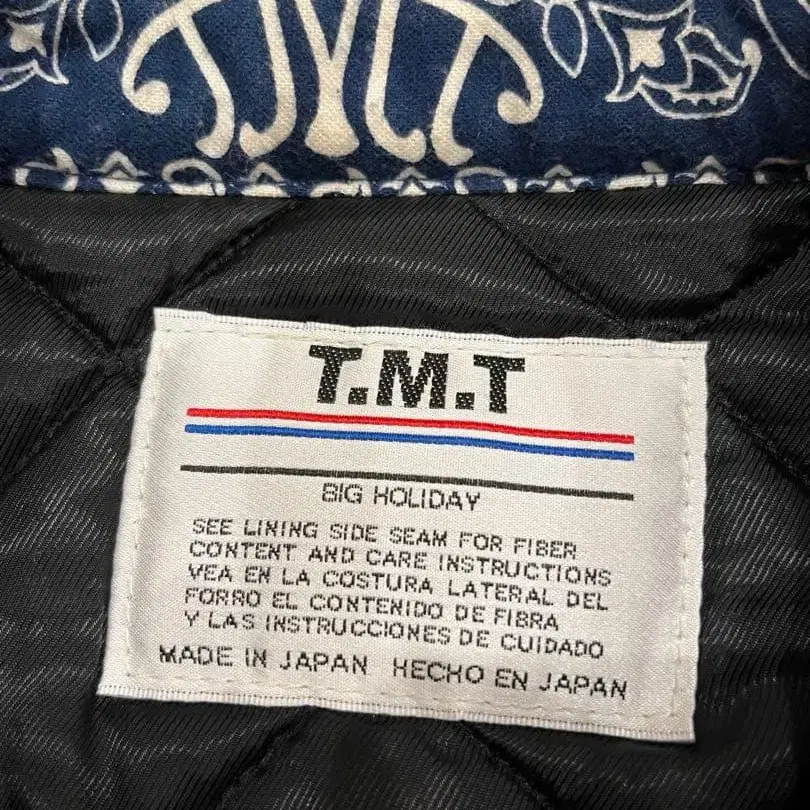 TMT
T.M.T
BIG HOLIDAY
SEE LINING SIDE SEAM FOR FIBER
CONTENT AND CARE INSTRUCTIONS
VEA EN LA COSTURA LATERAL DEL
FORRO EL CONTENIDO DE FIBRA
Y LAS INSTRUCCIONES DE CUIDADO
MADE IN JAPAN HECHO EN JAPAN